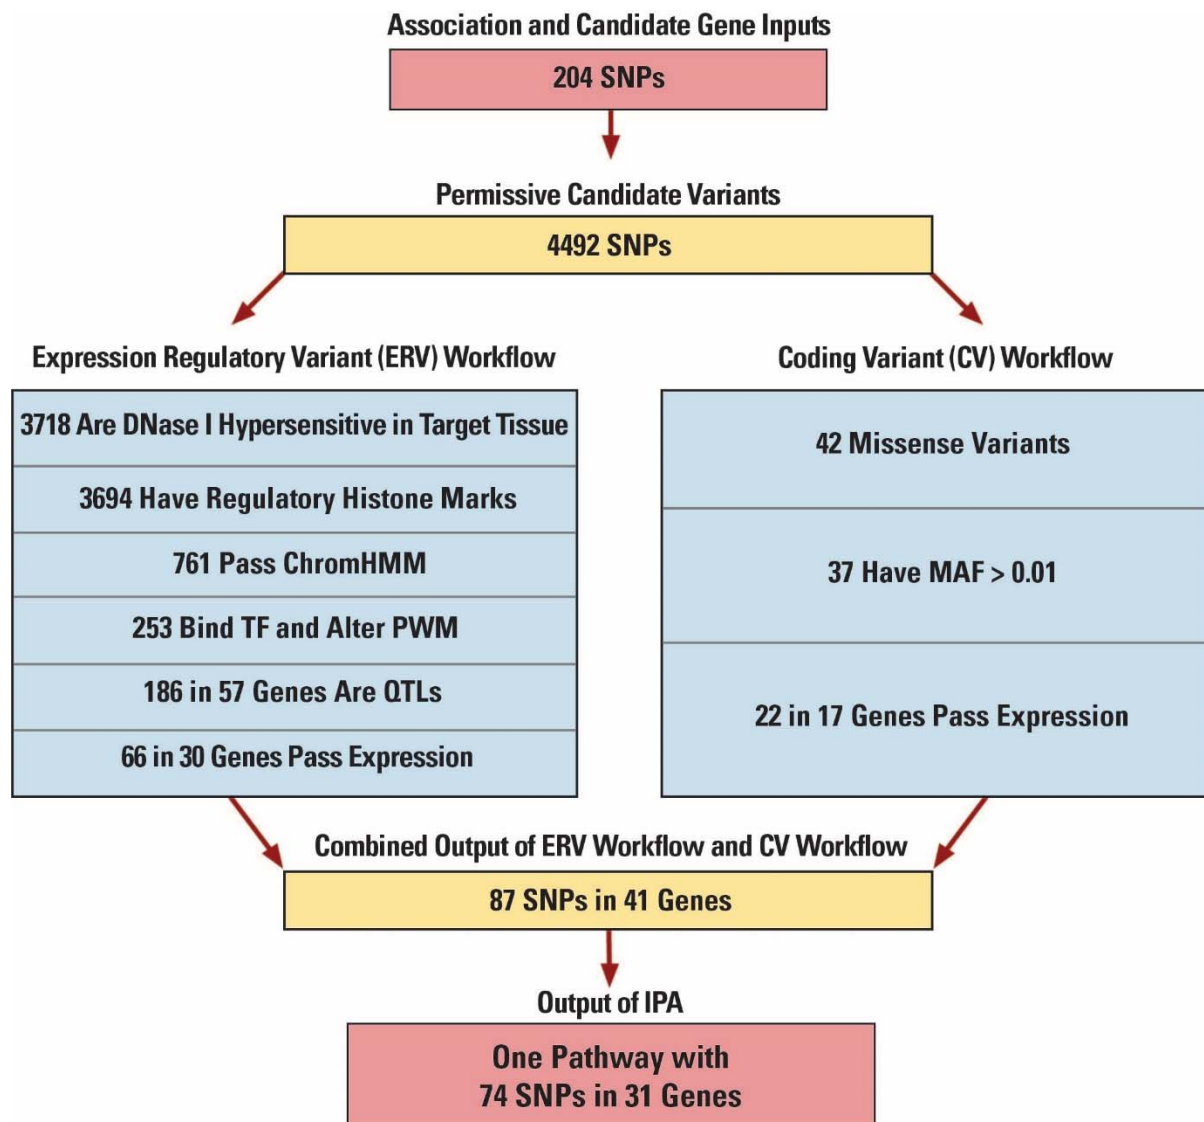 Association and Candidate Gene Inputs
204 SNPs
Permissive Candidate Variants
4492 SNPs
Expression Regulatory Variant (ERV) Workflow
3718 Are DNase I Hypersensitive in Target Tissue
3694 Have Regulatory Histone Marks
761 Pass ChromHMM
253 Bind TF and Alter PWM
186 in 57 Genes Are QTLs
66 in 30 Genes Pass Expression
Coding Variant (CV) Workflow
42 Missense Variants
37 Have MAF > 0.01
22 in 17 Genes Pass Expression
Combined Output of ERV Workflow and CV Workflow
87 SNPs in 41 Genes
Output of IPA
One Pathway with
74 SNPs in 31 Genes